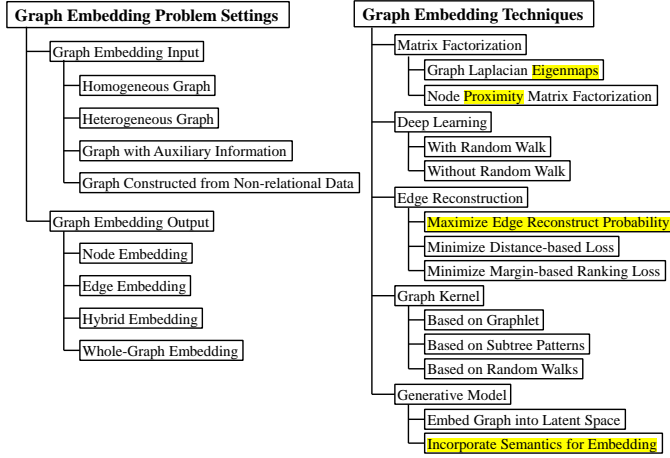 Graph Embedding Problem Settings
Graph Embedding Input
Homogeneous Graph
Heterogeneous Graph
Graph with Auxiliary Information
Graph Constructed from Non-relational Data
Graph Embedding Output
Node Embedding
Edge Embedding
Hybrid Embedding
Whole-Graph Embedding
Graph Embedding Techniques
Matrix Factorization
Graph Laplacian Eigenmaps
Node Proximity Matrix Factorization
Deep Learning
With Random Walk
Without Random Walk
Edge Reconstruction
Maximize Edge Reconstruct Probability
Minimize Distance-based Loss
Minimize Margin-based Ranking Loss
Graph Kernel
Based on Graphlet
Based on Subtree Patterns
Based on Random Walks
Generative Model
Embed Graph into Latent Space
Incorporate Semantics for Embedding